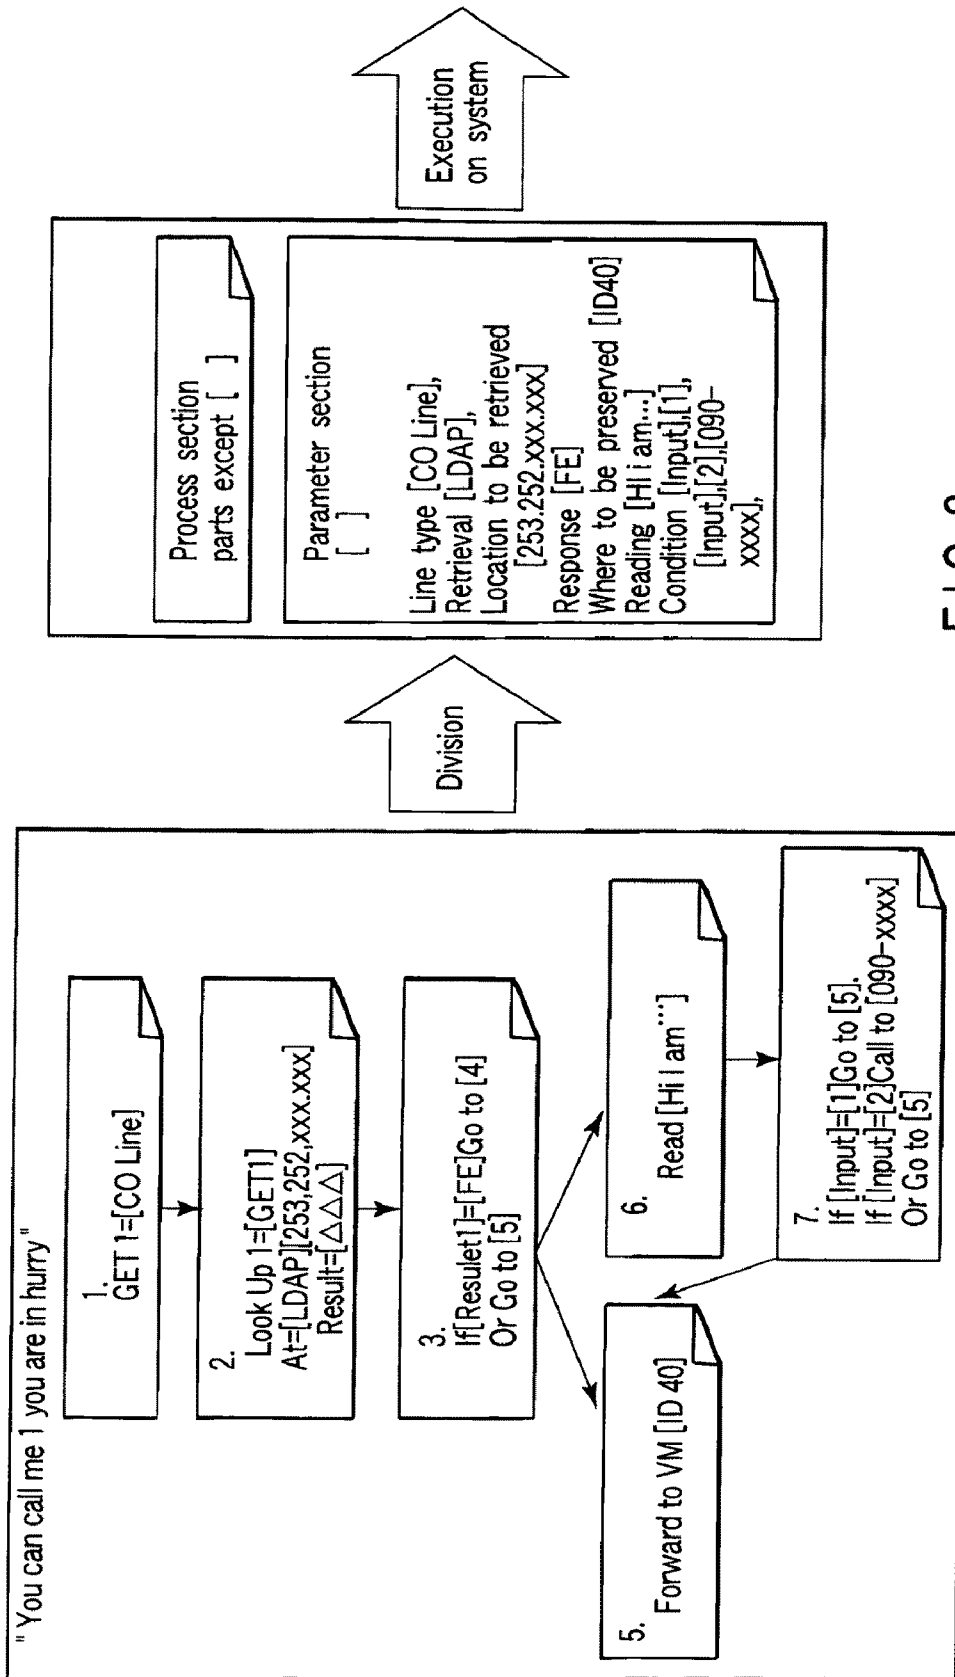 " You can call me 1 you are in hurry "
1.
GET 1=[CO Line]
2.
Look Up 1=[GET1]
At=[LDAP][253,252,xxx.xxx]
Result=[△△△]
3.
If[Resulet1]=[FE]Go to [4]
Or Go to [5]
5.
Forward to VM [ID 40]
6.
Read [Hi I am···]
7.
If [Input]=[1]Go to [5].
If [Input]=[2]Call to [090-xxxx]
Or Go to [5]
Division
Process section
parts except [ ]
Parameter section
[ ]
Line type [CO Line],
Retrieval [LDAP],
Location to be retrieved
[253.252.xxx.xxx]
Response [FE]
Where to be preserved [ID40]
Reading [HI i am···]
Condition [Input],[1],
[Input],[2],[090-
xxxx],
Execution
on system